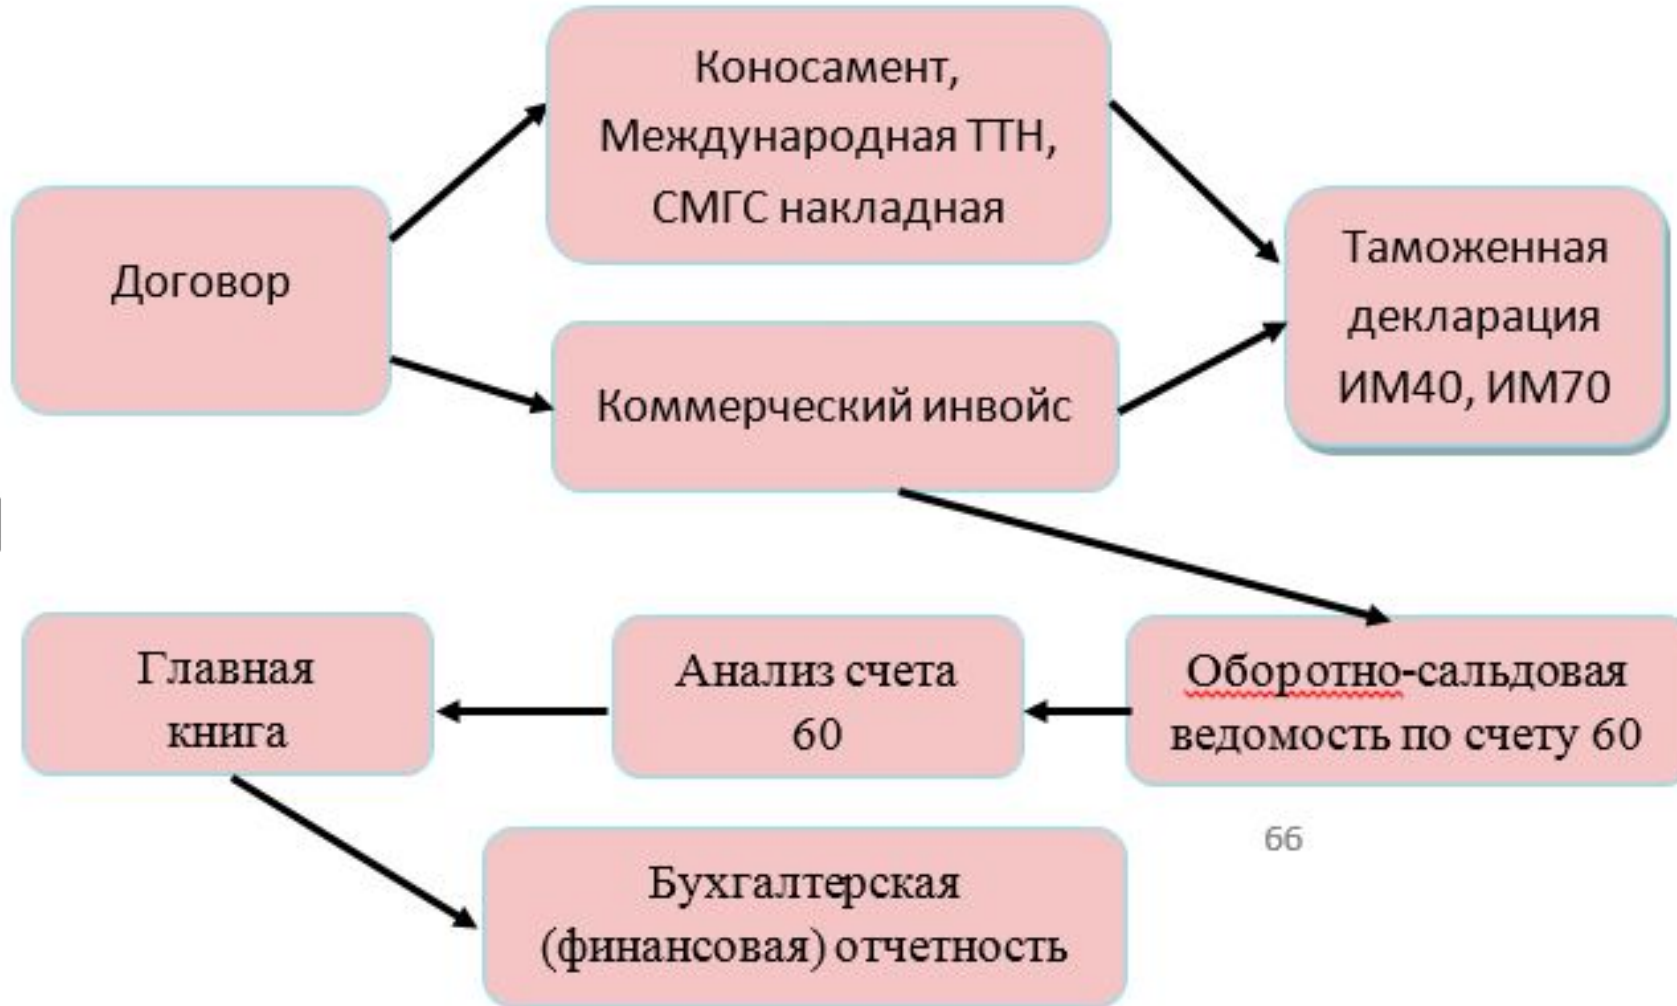 Коносамент,
Международная ТТН,
СМГС накладная
Договор
Таможенная
декларация
ИМ40, ИМ70
Коммерческий инвойс
Главная
книга
Анализ счета
60
Оборотно-сальдовая
ведомость по счету 60
66
Бухгалтерская
(финансовая) отчетность